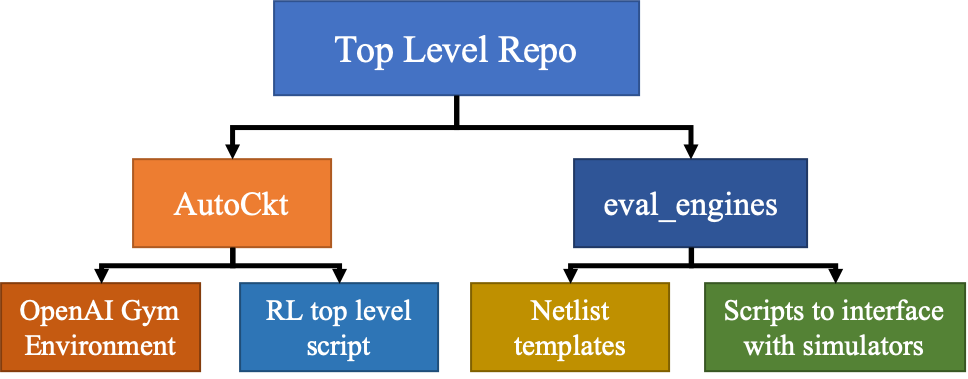 Top Level Repo
AutoCkt
eval_engines
OpenAI Gym
Environment
RL top level
script
Netlist
templates
Scripts to interface
with simulators